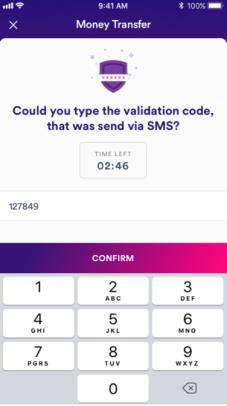 9:41 AM
100%
Money Transfer
Could you type the validation code,
that was send via SMS?
TIME LEFT
02:46
127849
CONFIRM
1
2
ABC
3
DEF
4
GHI
5
JKL
6
MNO
7
PGRS
8
TUV
9
WXYZ
0